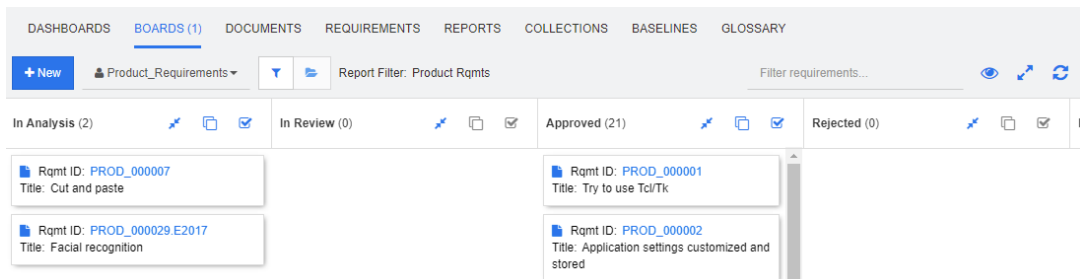 DASHBOARDS BOARDS (1) DOCUMENTS REQUIREMENTS REPORTS COLLECTIONS BASELINES GLOSSARY
+ New Product_Requirements Report Filter: Product Rqmts Filter requirements...
In Analysis (2) In Review (0) Approved (21) Rejected (0)
Rqmt ID: PROD_000007
Title: Cut and paste
Rqmt ID: PROD_000029.E2017
Title: Facial recognition
Rqmt ID: PROD_000001
Title: Try to use Tcl/Tk
Rqmt ID: PROD_000002
Title: Application settings customized and
stored